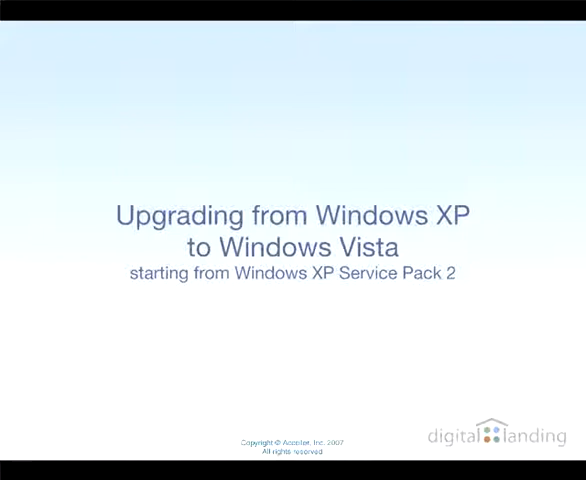 Upgrading from Windows XP
to Windows Vista
starting from Windows XP Service Pack 2
Copyright © Acceller, Inc. 2007
All rights reserved
digital landing